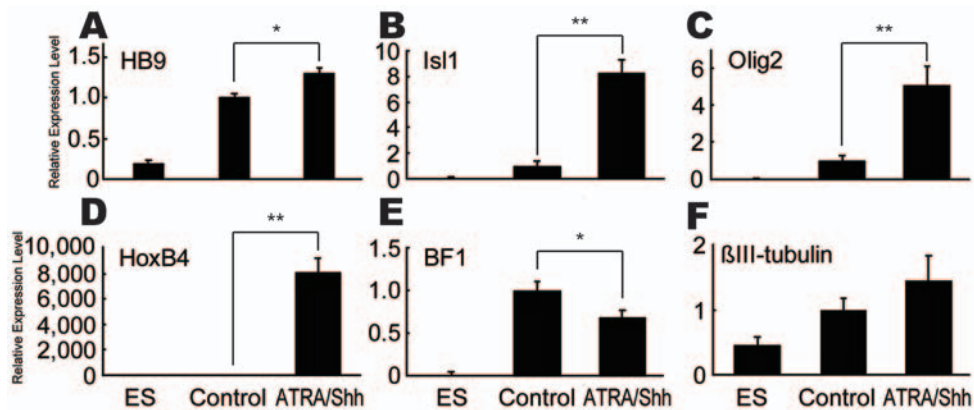 A
HB9
*
Relative Expression Level
1.5
1.0
0.5
0
B
Isl1
**
10
8
6
4
2
0
C
Olig2
**
6
4
2
0
D
HoxB4
**
Relative Expression Level
10,000
8,000
6,000
4,000
2,000
0
ES Control ATRA/Shh
E
BF1
*
1.0
0.5
0
ES Control ATRA/Shh
F
ßIII-tubulin
2
1
0
ES Control ATRA/Shh